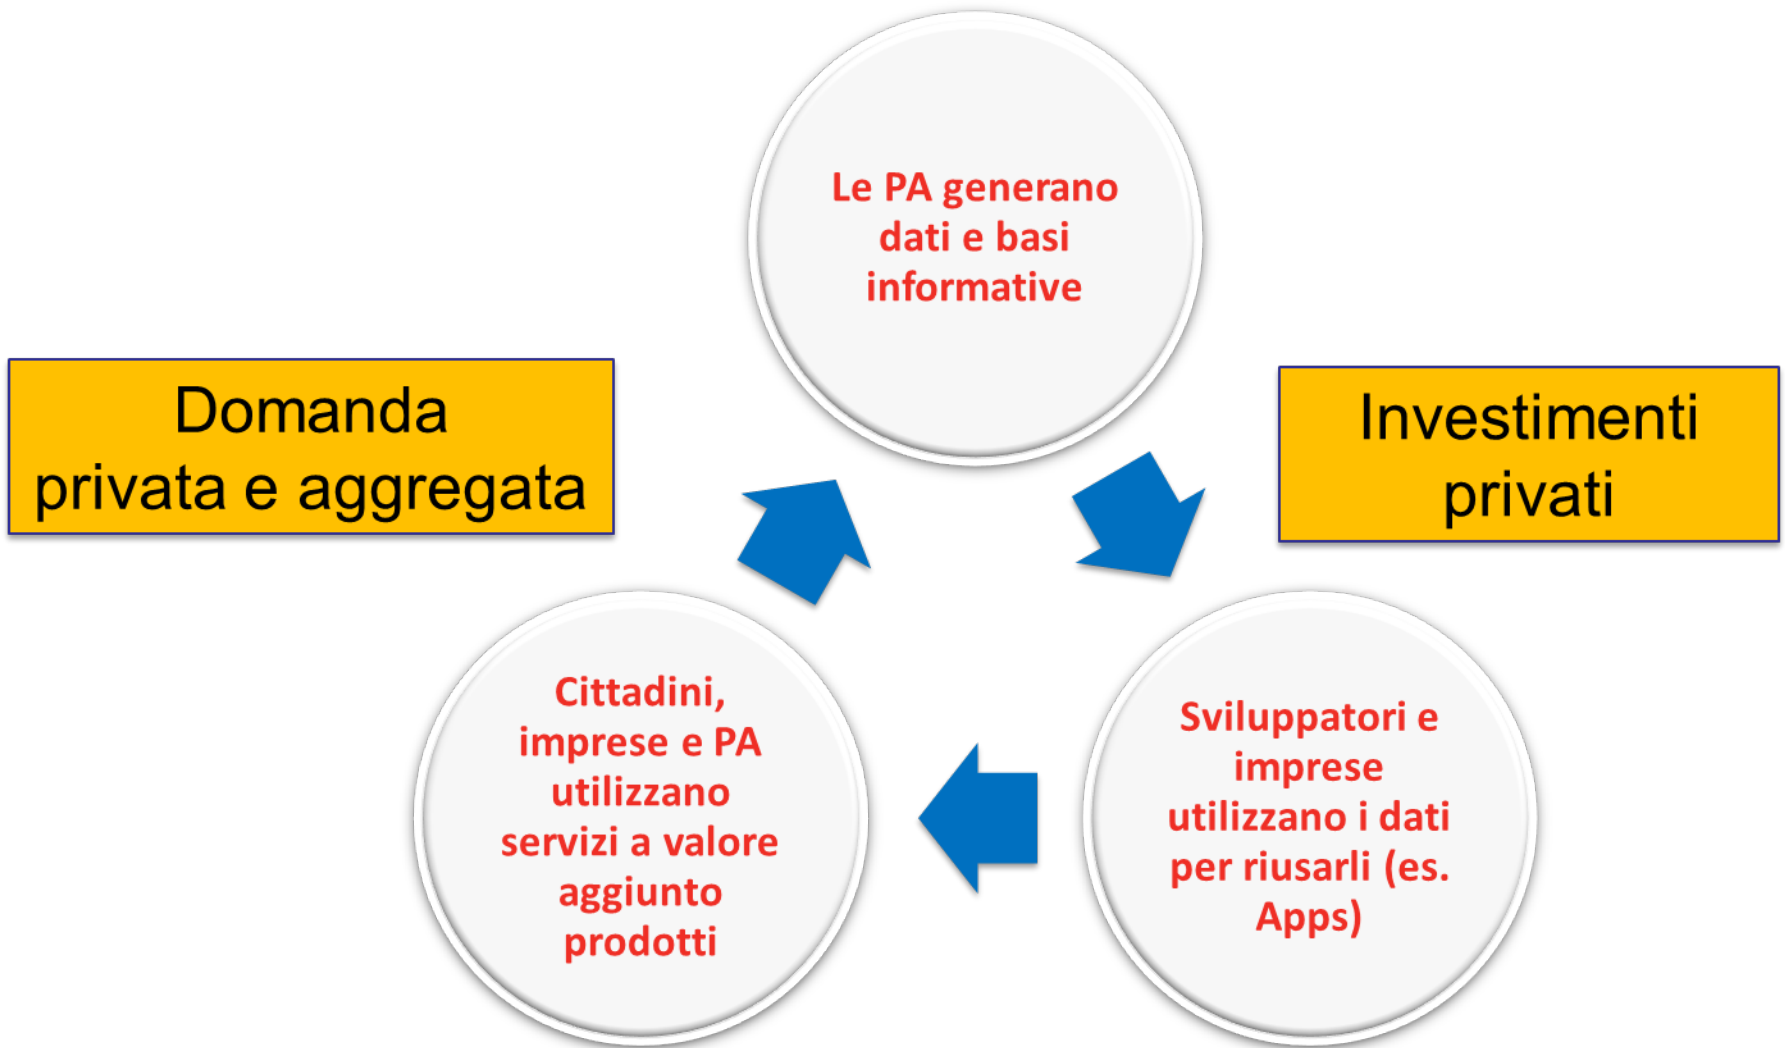 Le PA generano
dati e basi
informative
Domanda
privata e aggregata
Investimenti
privati
Cittadini,
imprese e PA
utilizzano
servizi a valore
aggiunto
prodotti
Sviluppatori e
imprese
utilizzano i dati
per riusarli (es.
Apps)